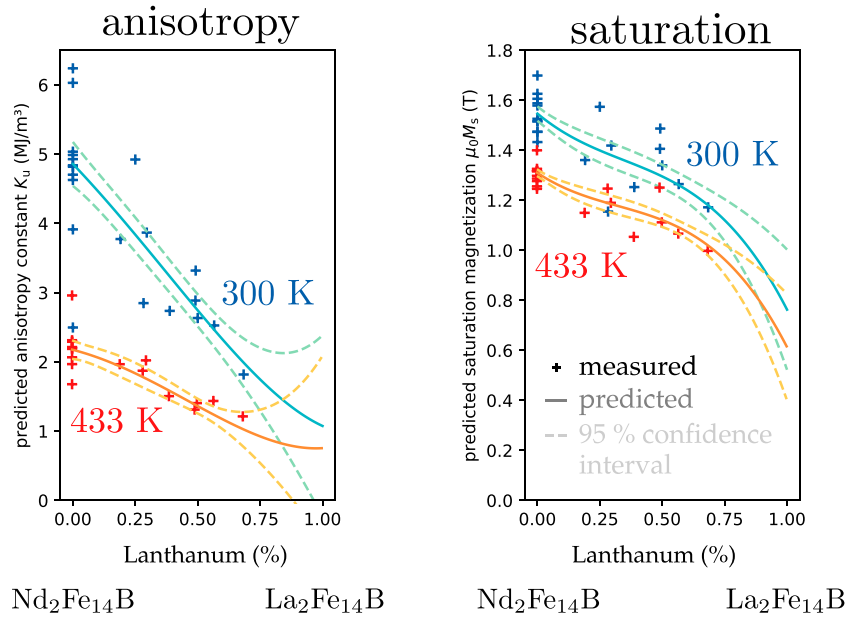 anisotropy
predicted anisotropy constant Kᵤ (MJ/m³)
6
5
4
3
2
1
0
300 K
433 K
0.00 0.25 0.50 0.75 1.00
Lanthanum (%)
Nd₂Fe₁₄B La₂Fe₁₄B
saturation
predicted saturation magnetization μ₀Mₛ (T)
1.8
1.6
1.4
1.2
1.0
0.8
0.6
0.4
0.2
0.0
300 K
433 K
measured
predicted
95 % confidence
interval
0.00 0.25 0.50 0.75 1.00
Lanthanum (%)
Nd₂Fe₁₄B La₂Fe₁₄B